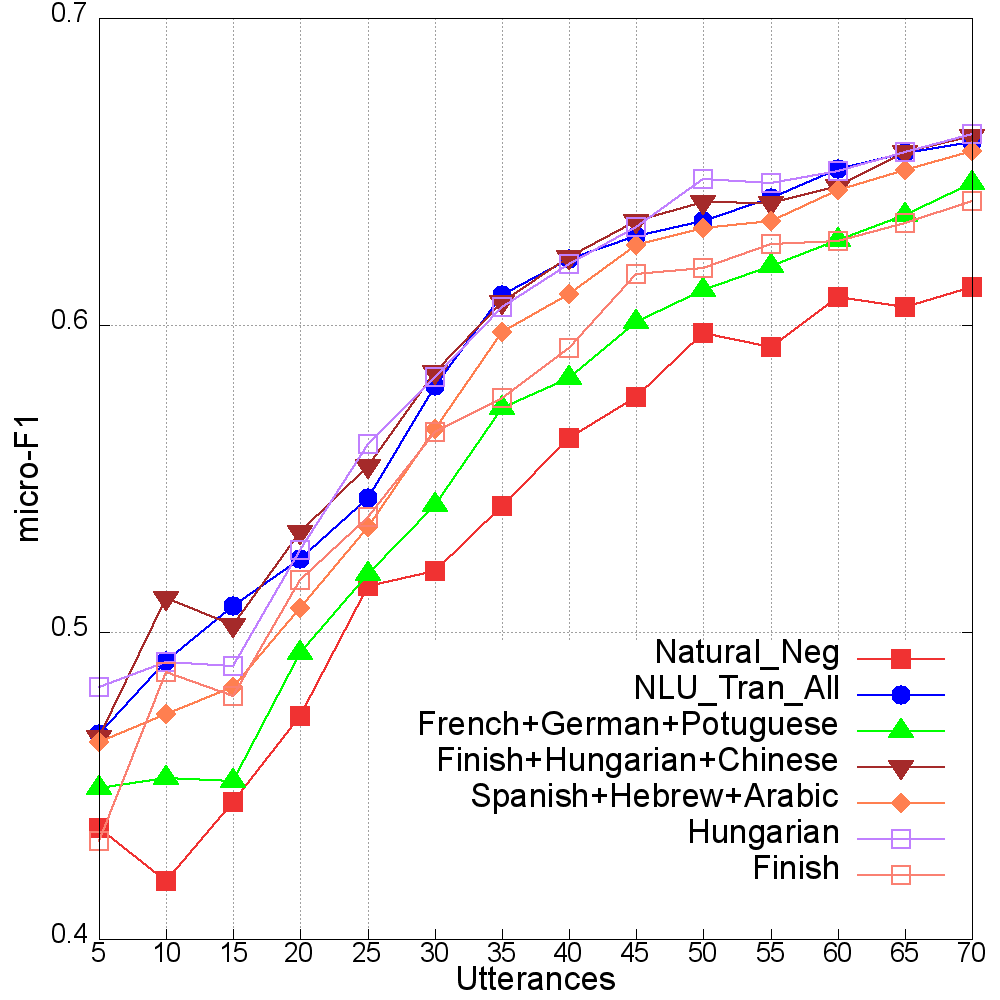 0.7
0.6
0.5
0.4
micro-F1
Natural_Neg
NLU_Tran_All
French+German+Potuguese
Finish+Hungarian+Chinese
Spanish+Hebrew+Arabic
Hungarian
Finish
5 10 15 20 25 30 35 40 45 50 55 60 65 70
Utterances